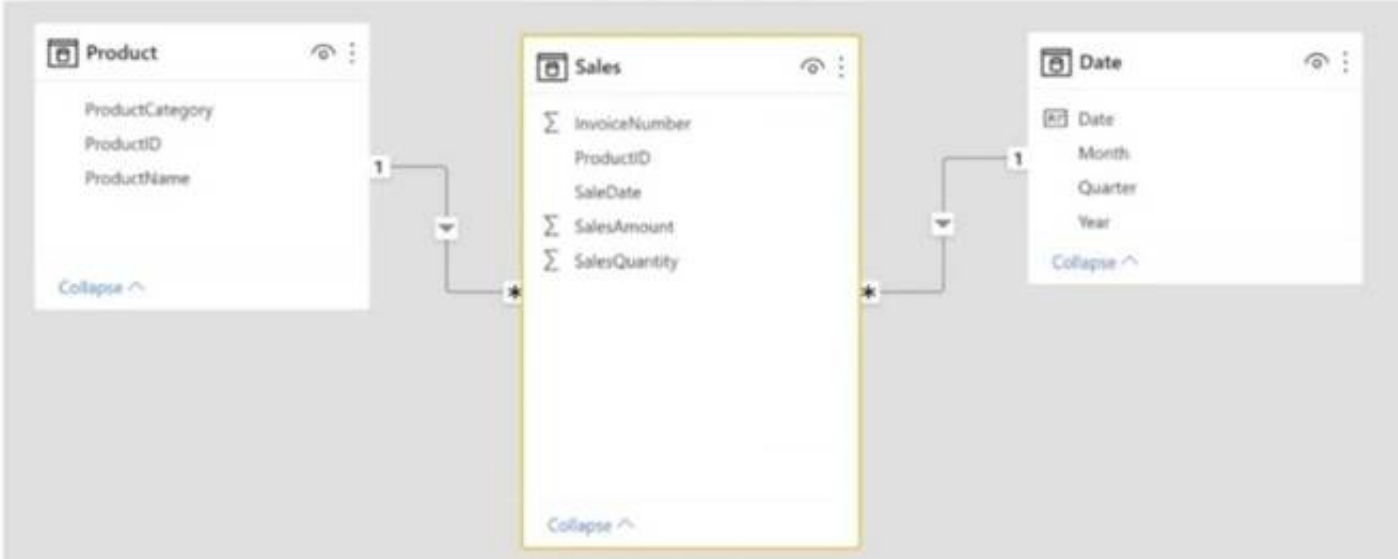 Product
ProductCategory
ProductID
ProductName
Collapse
1
*
Sales
Σ InvoiceNumber
ProductID
SaleDate
Σ SalesAmount
Σ SalesQuantity
Collapse
*
1
Date
Date
Month
Quarter
Year
Collapse